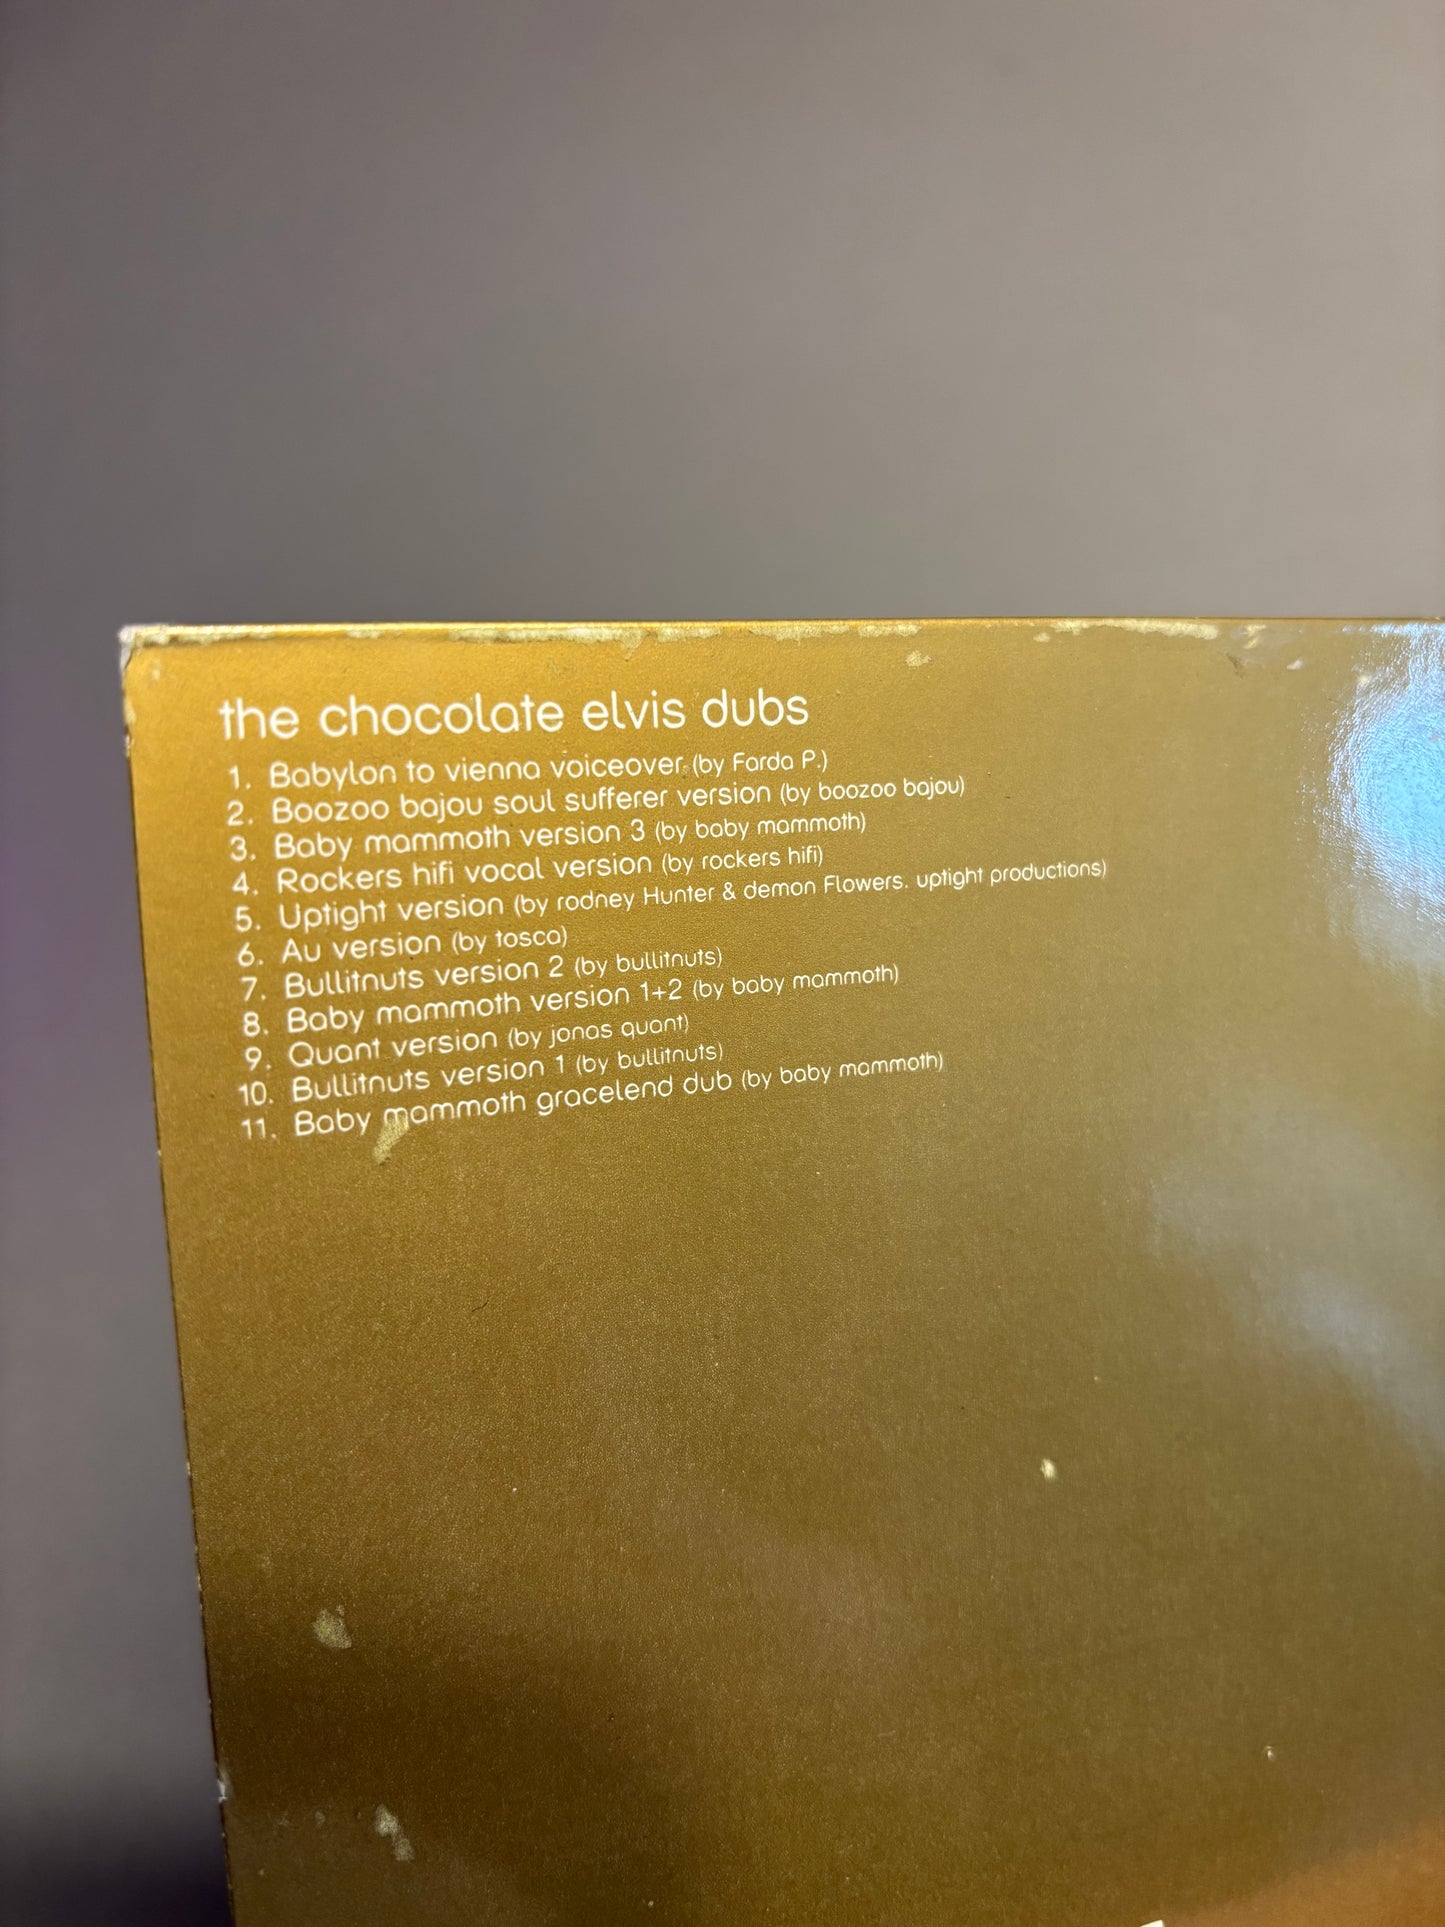 the chocolate elvis dubs
1. Babylon to vienna voiceover (by Farda P.)
2. Boozoo bajou soul sufferer version (by boozoo bajou)
3. Baby mammoth version 3 (by baby mammoth)
4. Rockers hifi vocal version (by rockers hifi)
5. Uptight version (by rodney Hunter & demon Flowers. uptight productions)
6. Au version (by tosca)
7. Bullitnuts version 2 (by bullitnuts)
8. Baby mammoth version 1+2 (by baby mammoth)
9. Quant version (by jonas quant)
10. Bullitnuts version 1 (by bullitnuts)
11. Baby mammoth gracelend dub (by baby mammoth)